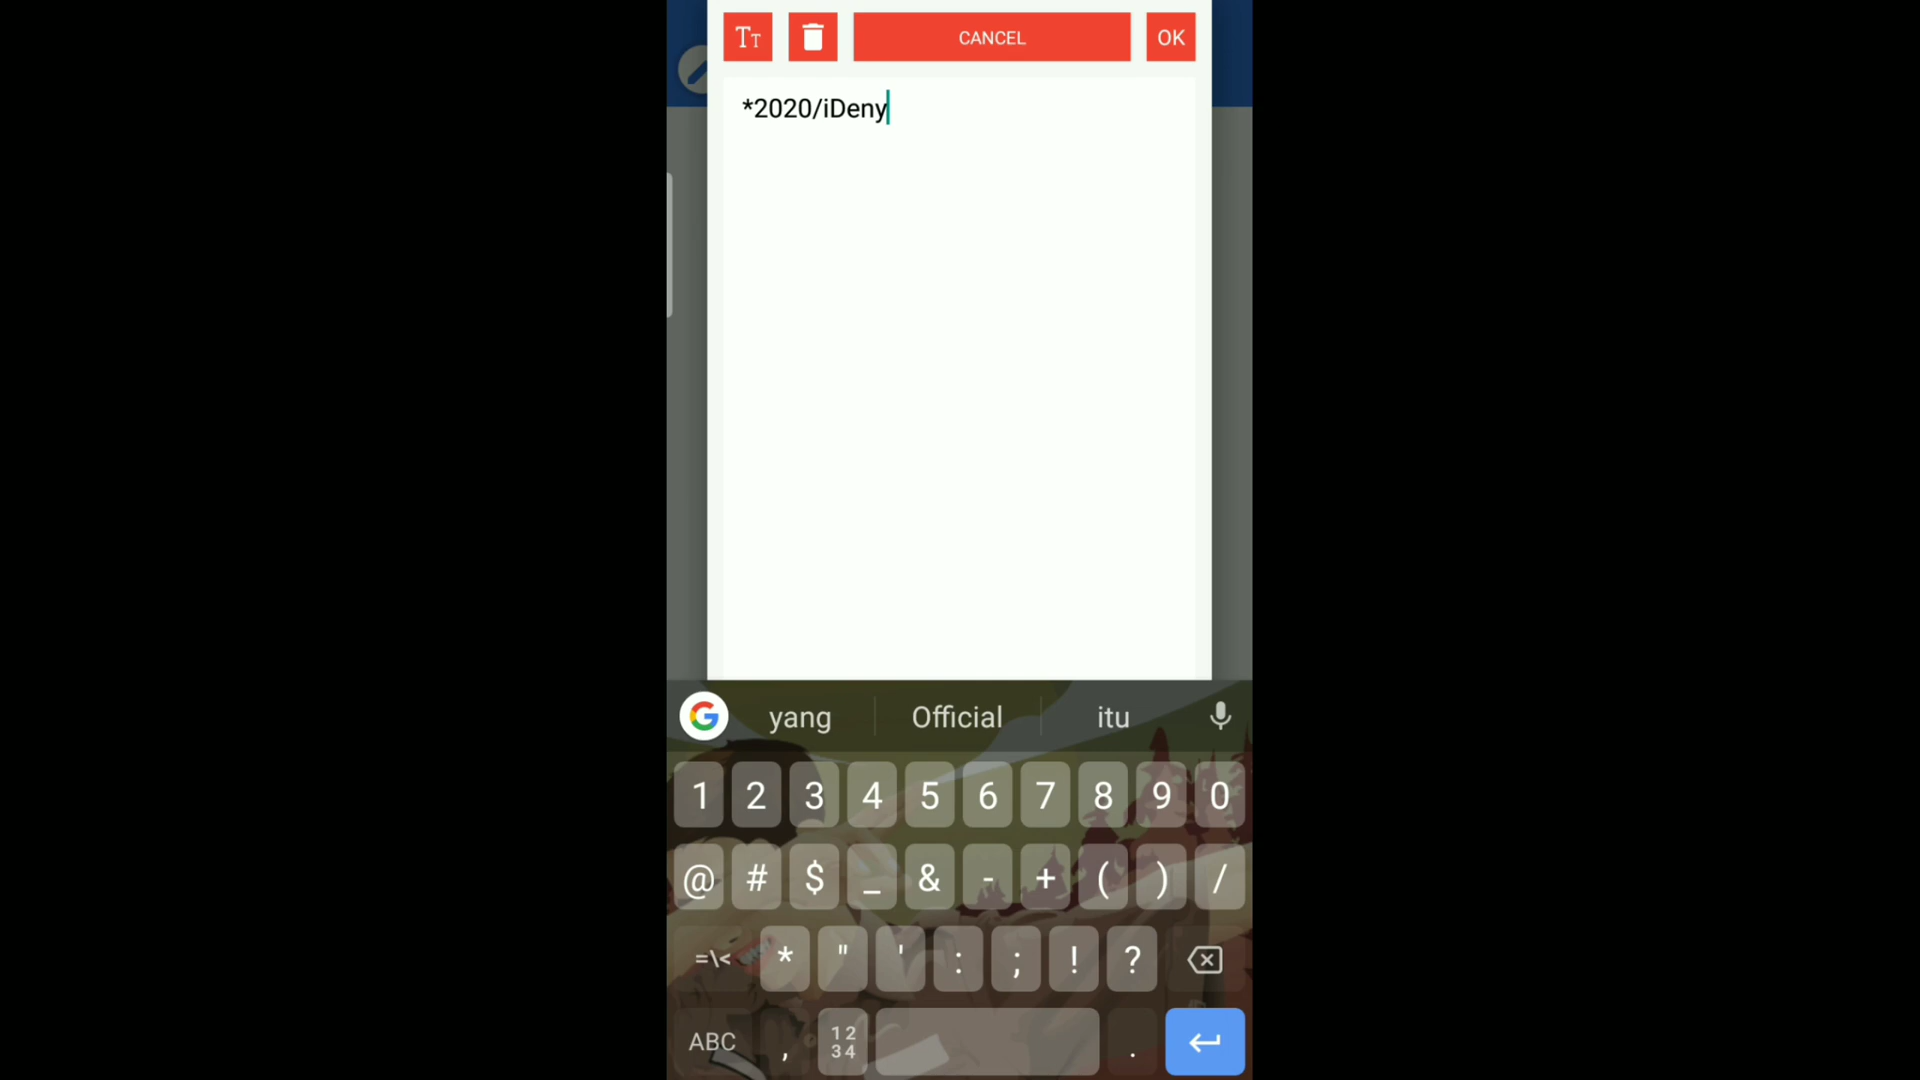 TT CANCEL OK
*2020/iDeny
G yang Official itu
1 2 3 4 5 6 7 8 9 0
@ # $ _ & - + ( ) /
=\< * " ' : ; ! ?
ABC , 12 34 .